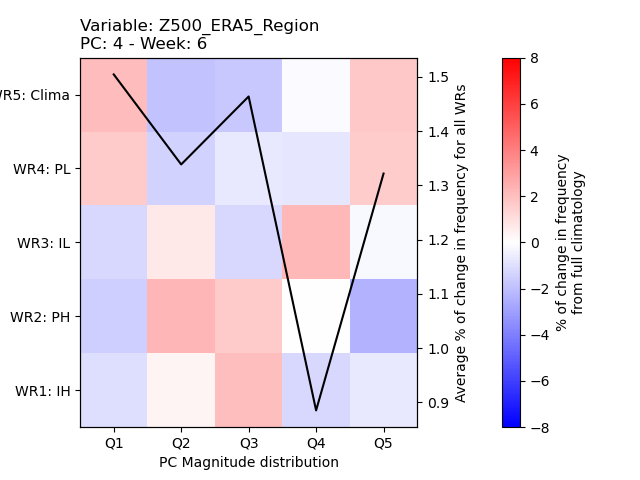 Variable: Z500_ERA5_Region
PC: 4 - Week: 6
WR5: Clima
WR4: PL
WR3: IL
WR2: PH
WR1: IH
Q1 Q2 Q3 Q4 Q5
PC Magnitude distribution
1.5
1.4
1.3
1.2
1.1
1.0
0.9
Average % of change in frequency for all WRs
8
6
4
2
0
−2
−4
−6
−8
% of change in frequency
from full climatology